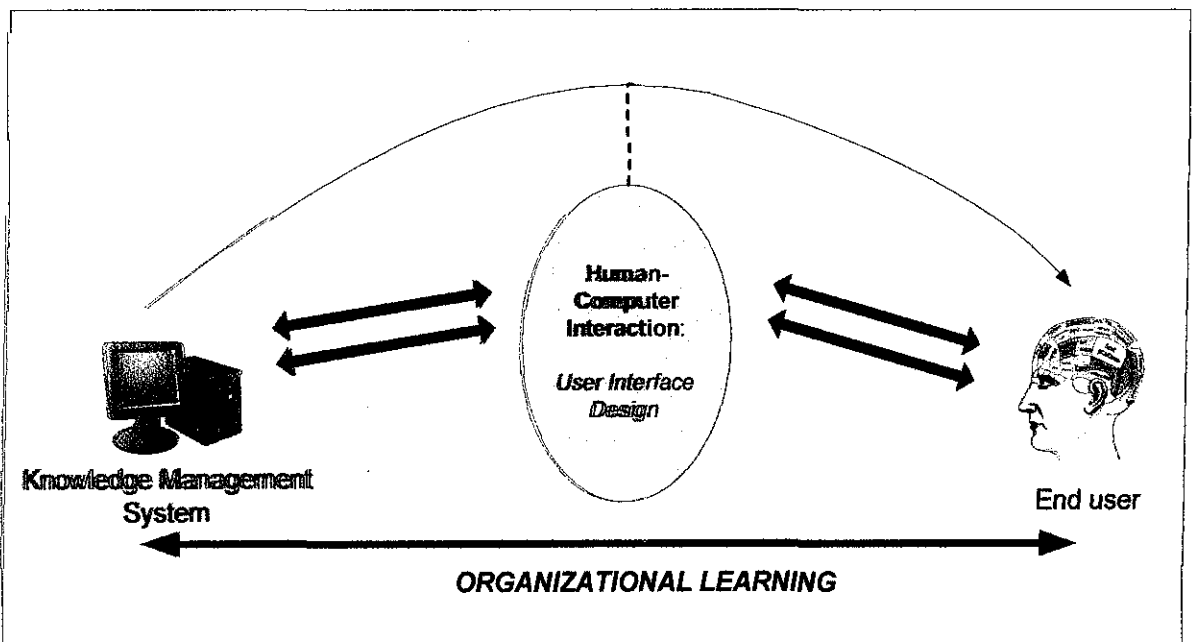 Human-
Computer
Interaction:
User Interface
Design
Knowledge Management
System
End user
ORGANIZATIONAL LEARNING